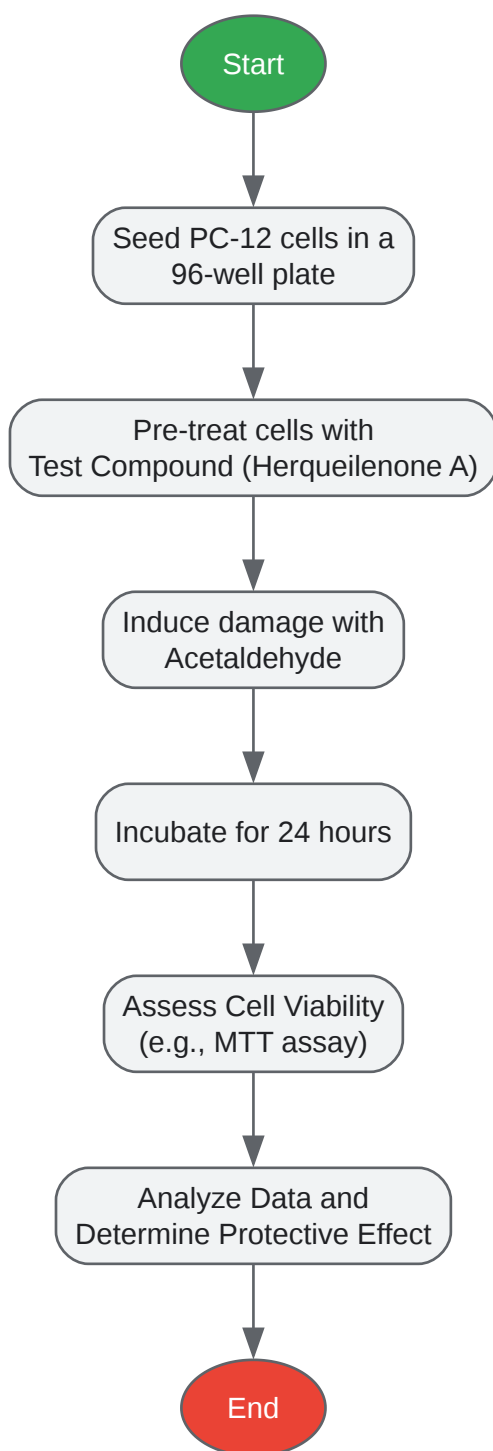 Start
Seed PC-12 cells in a
96-well plate
Pre-treat cells with
Test Compound (Herqueilenone A)
Induce damage with
Acetaldehyde
Incubate for 24 hours
Assess Cell Viability
(e.g., MTT assay)
Analyze Data and
Determine Protective Effect
End